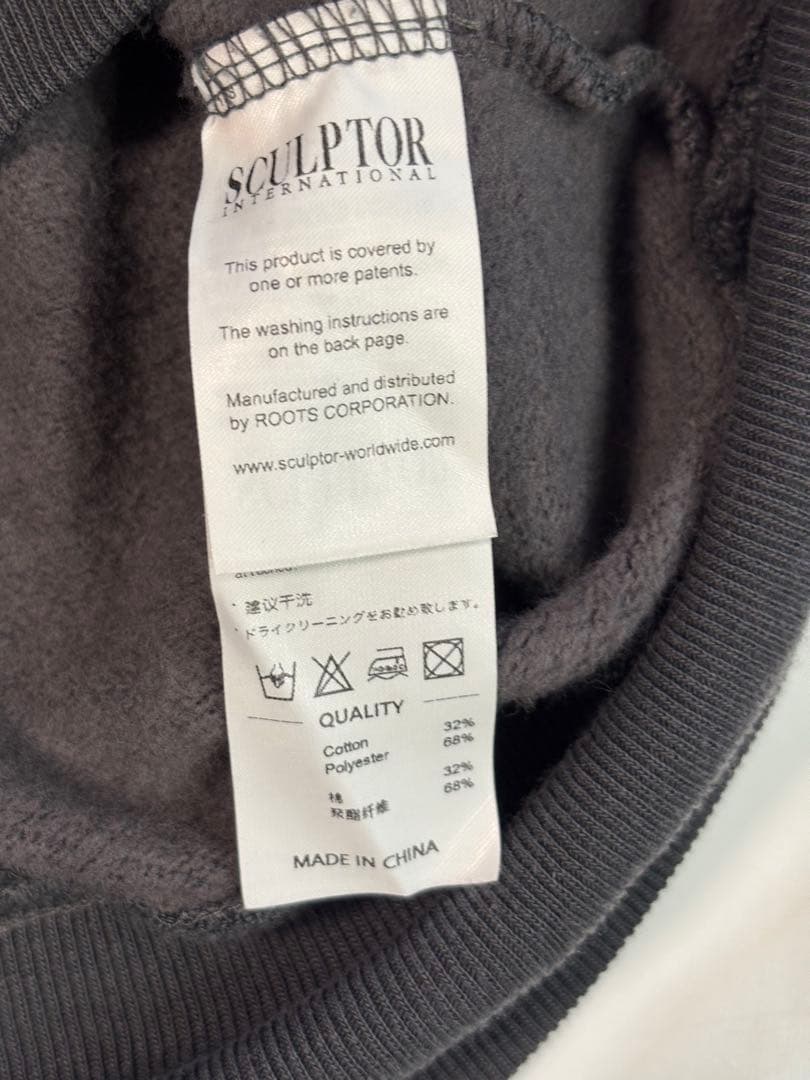 SCULPTOR
INTERNATIONAL
This product is covered by
one or more patents.
The washing instructions are
on the back page.
Manufactured and distributed
by ROOTS CORPORATION.
www.sculptor-worldwide.com
建议干洗
ドライクリーニングをお勧め致します。
QUALITY
Cotton 32%
Polyester 68%
棉 32%
聚酯纤维 68%
MADE IN CHINA